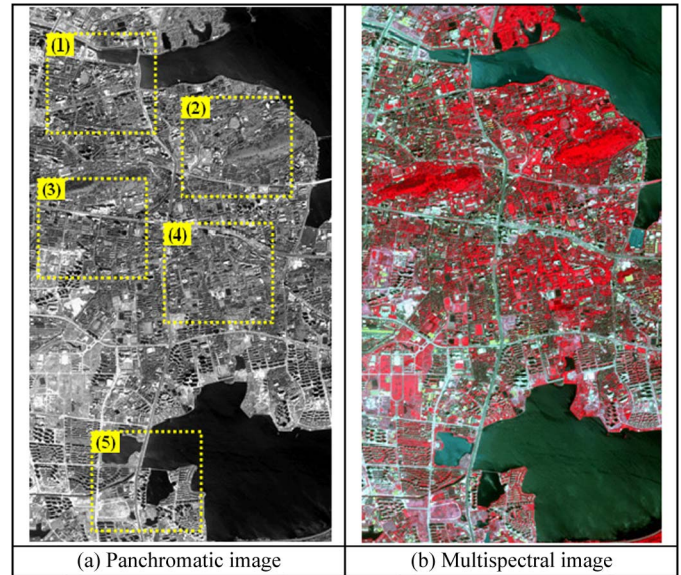 (1)
(2)
(3)
(4)
(5)
(a) Panchromatic image
(b) Multispectral image